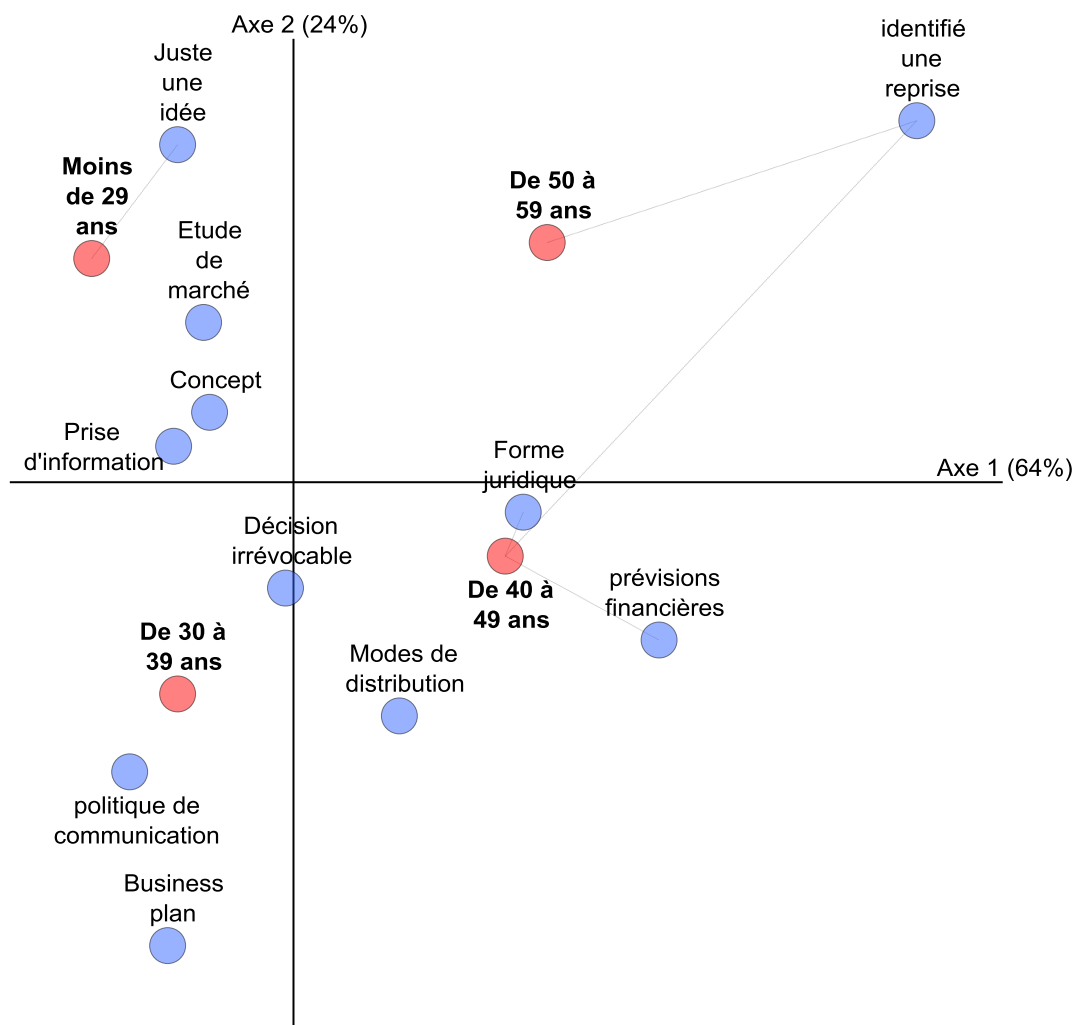 Axe 2 (24%)
identifié
une
reprise
Juste
une
idée
Moins
de 29
ans
De 50 à
59 ans
Etude
de
marché
Concept
Prise
d'information
Forme
juridique
Axe 1 (64%)
Décision
irrévocable
De 40 à
49 ans
prévisions
financières
De 30 à
39 ans
Modes de
distribution
politique de
communication
Business
plan